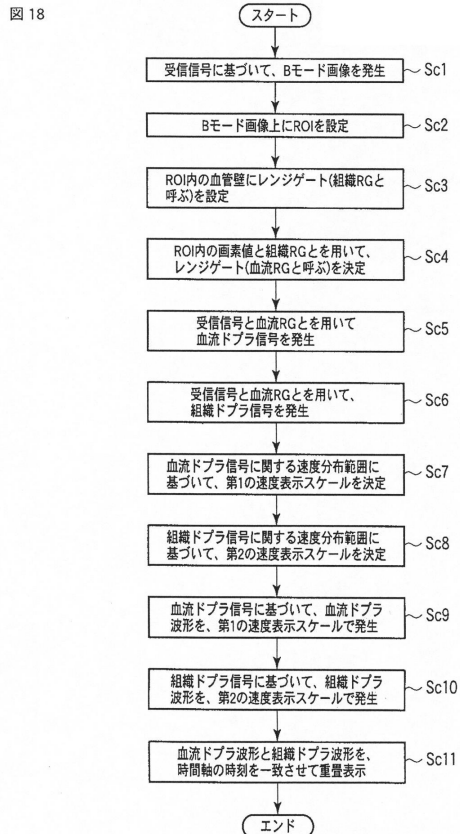 図 18
スタート
受信信号に基づいて、Bモード画像を発生
Sc1
Bモード画像上にROIを設定
Sc2
ROI内の血管壁にレンジゲート(組織RGと
呼ぶ)を設定
Sc3
ROI内の画素値と組織RGとを用いて、
レンジゲート(血流RGと呼ぶ)を決定
Sc4
受信信号と血流RGとを用いて
血流ドプラ信号を発生
Sc5
受信信号と血流RGとを用いて、
組織ドプラ信号を発生
Sc6
血流ドプラ信号に関する速度分布範囲に
基づいて、第1の速度表示スケールを決定
Sc7
組織ドプラ信号に関する速度分布範囲に
基づいて、第2の速度表示スケールを決定
Sc8
血流ドプラ信号に基づいて、血流ドプラ
波形を、第1の速度表示スケールで発生
Sc9
組織ドプラ信号に基づいて、組織ドプラ
波形を、第2の速度表示スケールで発生
Sc10
血流ドプラ波形と組織ドプラ波形を、
時間軸の時刻を一致させて重畳表示
Sc11
エンド